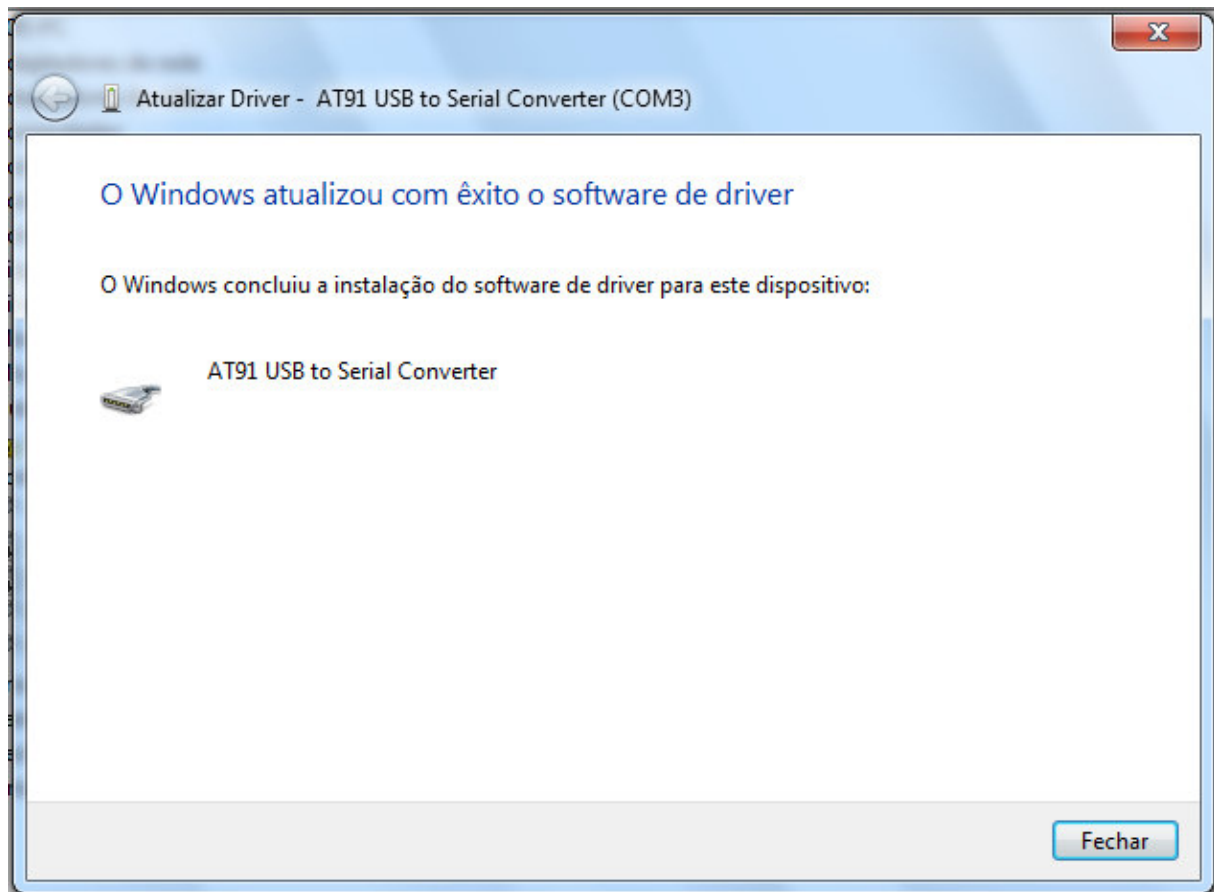 Atualizar Driver - AT91 USB to Serial Converter (COM3)
O Windows atualizou com êxito o software de driver
O Windows concluiu a instalação do software de driver para este dispositivo:
AT91 USB to Serial Converter
Fechar